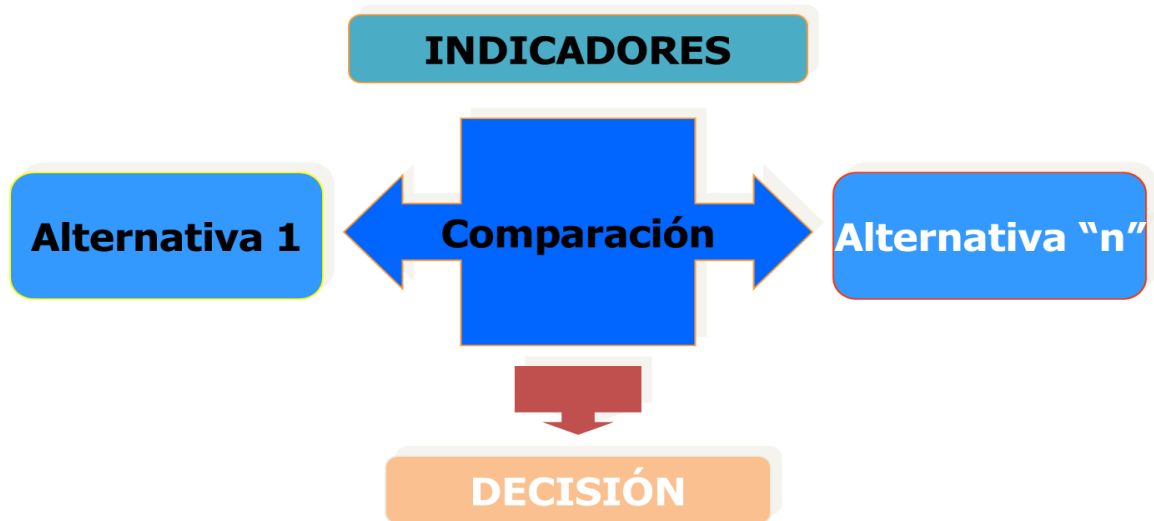 INDICADORES
Alternativa 1
Comparación
Alternativa “n”
DECISIÓN